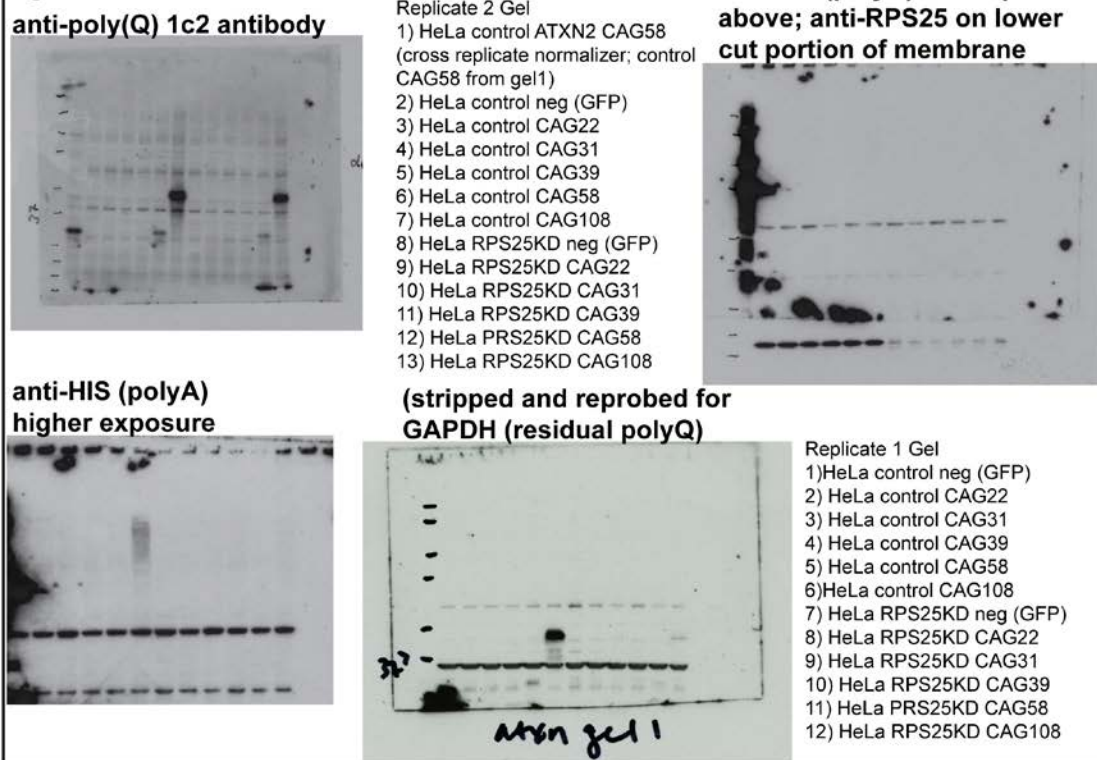 anti-poly(Q) 1c2 antibody
37
Replicate 2 Gel
1) HeLa control ATXN2 CAG58
(cross replicate normalizer; control
CAG58 from gel1)
2) HeLa control neg (GFP)
3) HeLa control CAG22
4) HeLa control CAG31
5) HeLa control CAG39
6) HeLa control CAG58
7) HeLa control CAG108
8) HeLa RPS25KD neg (GFP)
9) HeLa RPS25KD CAG22
10) HeLa RPS25KD CAG31
11) HeLa RPS25KD CAG39
12) HeLa PRS25KD CAG58
13) HeLa RPS25KD CAG108
above; anti-RPS25 on lower
cut portion of membrane
anti-HIS (polyA)
higher exposure
(stripped and reprobed for
GAPDH (residual polyQ)
37
Atxn gel 1
Replicate 1 Gel
1)HeLa control neg (GFP)
2) HeLa control CAG22
3) HeLa control CAG31
4) HeLa control CAG39
5) HeLa control CAG58
6)HeLa control CAG108
7) HeLa RPS25KD neg (GFP)
8) HeLa RPS25KD CAG22
9) HeLa RPS25KD CAG31
10) HeLa RPS25KD CAG39
11) HeLa PRS25KD CAG58
12) HeLa RPS25KD CAG108